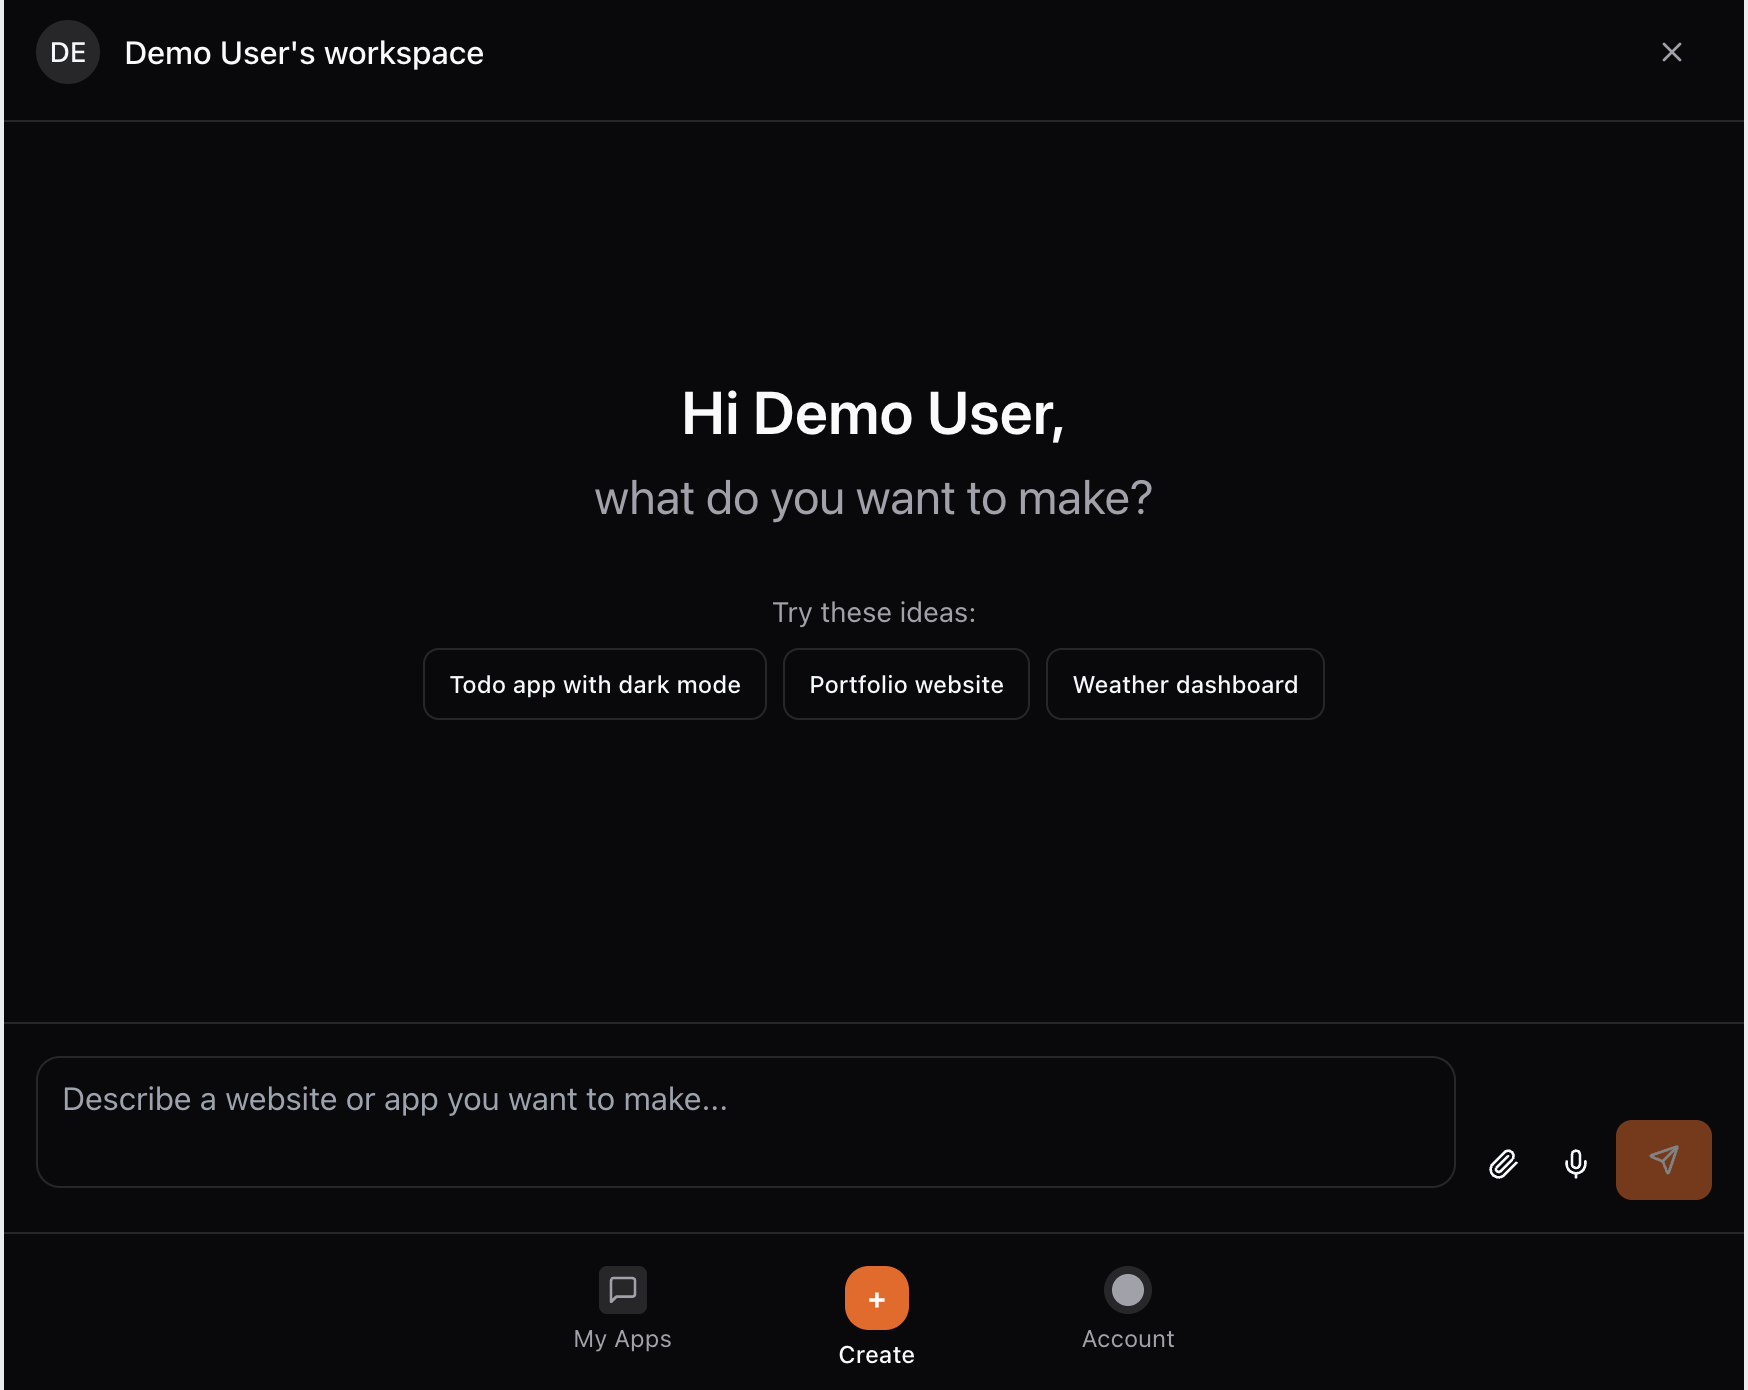 DE
Demo User's workspace
Hi Demo User,
what do you want to make?
Try these ideas:
Todo app with dark mode
Portfolio website
Weather dashboard
Describe a website or app you want to make...
My Apps
Create
Account